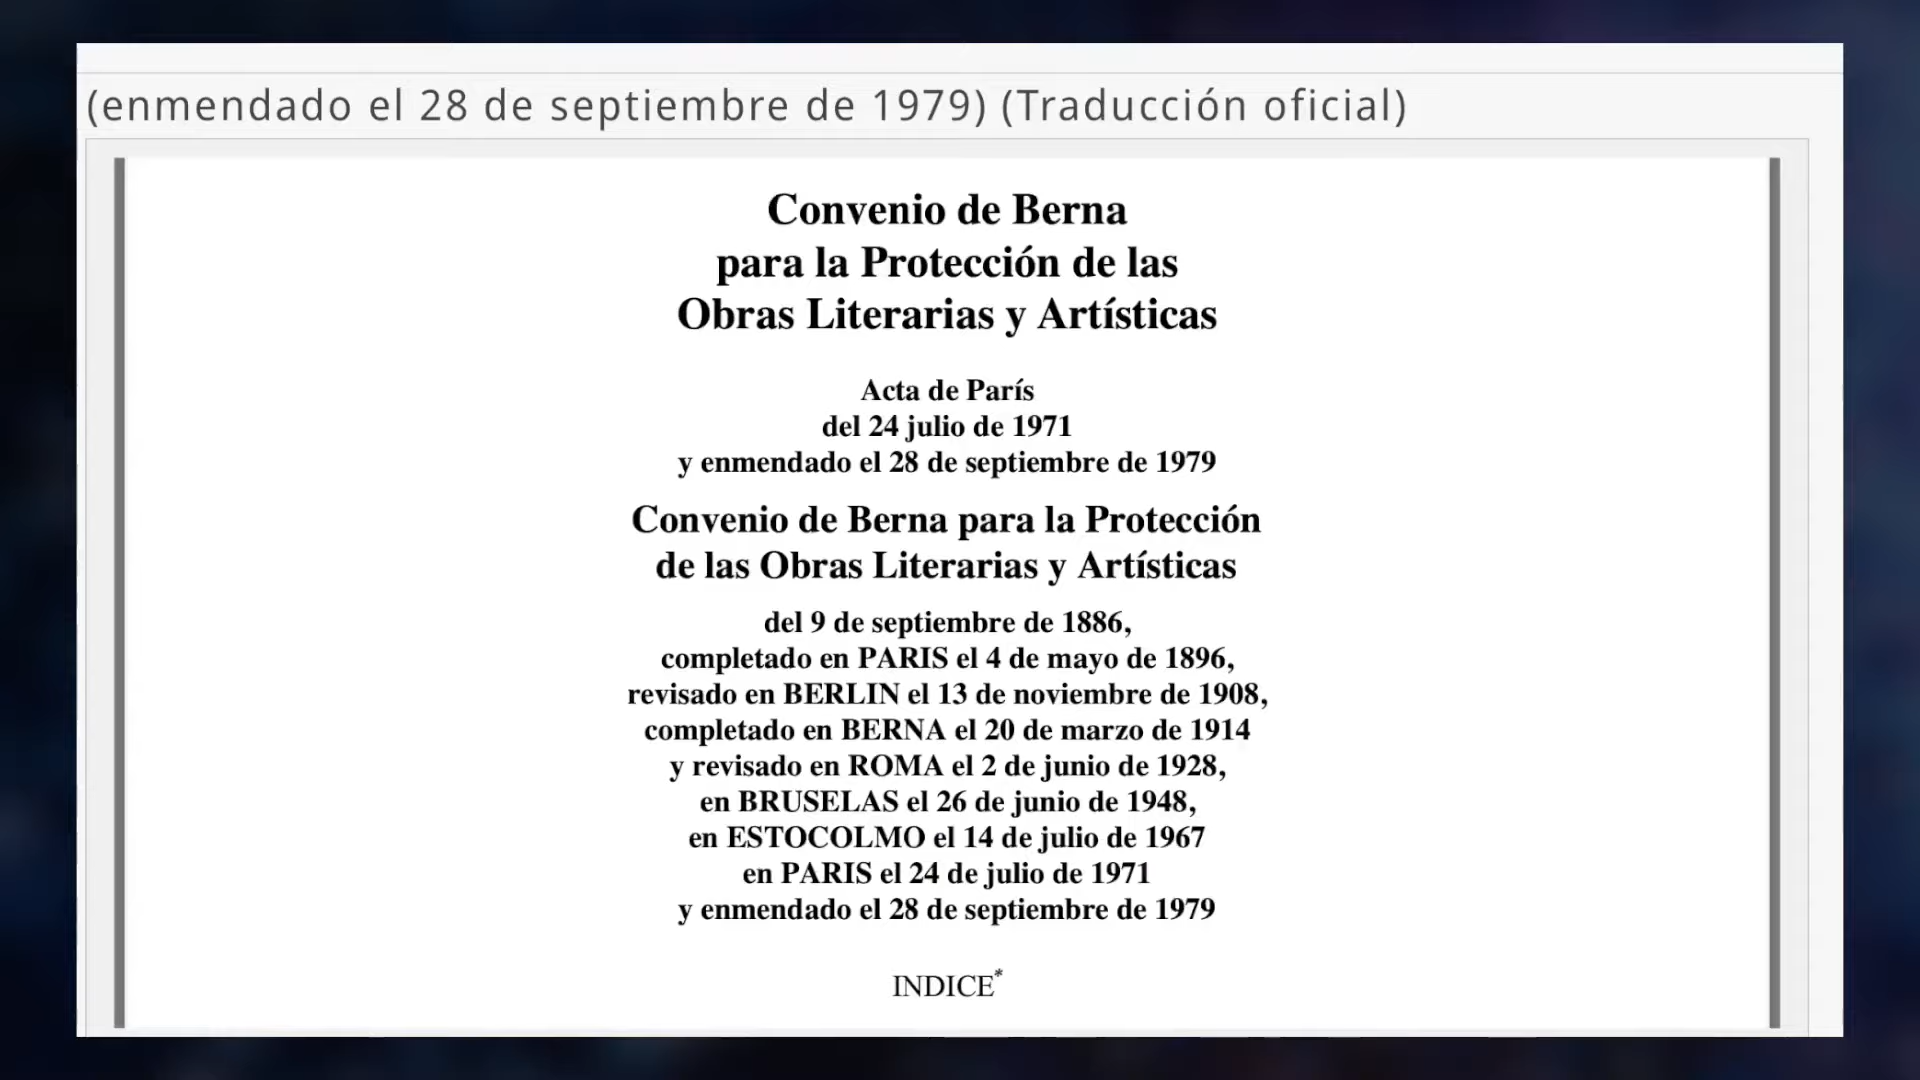 (enmendado el 28 de septiembre de 1979) (Traducción oficial)
Convenio de Berna
para la Protección de las
Obras Literarias y Artísticas
Acta de París
del 24 julio de 1971
y enmendado el 28 de septiembre de 1979
Convenio de Berna para la Protección
de las Obras Literarias y Artísticas
del 9 de septiembre de 1886,
completado en PARIS el 4 de mayo de 1896,
revisado en BERLIN el 13 de noviembre de 1908,
completado en BERNA el 20 de marzo de 1914
y revisado en ROMA el 2 de junio de 1928,
en BRUSELAS el 26 de junio de 1948,
en ESTOCOLMO el 14 de julio de 1967
en PARIS el 24 de julio de 1971
y enmendado el 28 de septiembre de 1979
INDICE*